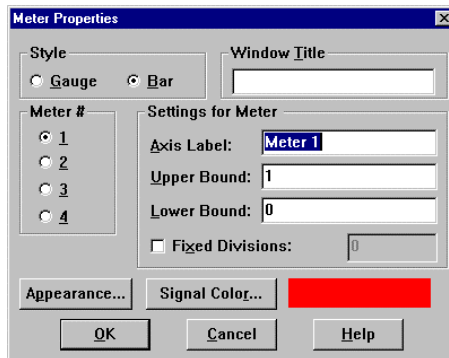 Meter Properties
Style
Gauge Bar
Window Title
Meter #
1
2
3
4
Settings for Meter
Axis Label: Meter 1
Upper Bound: 1
Lower Bound: 0
Fixed Divisions: 0
Appearance... Signal Color...
OK Cancel Help